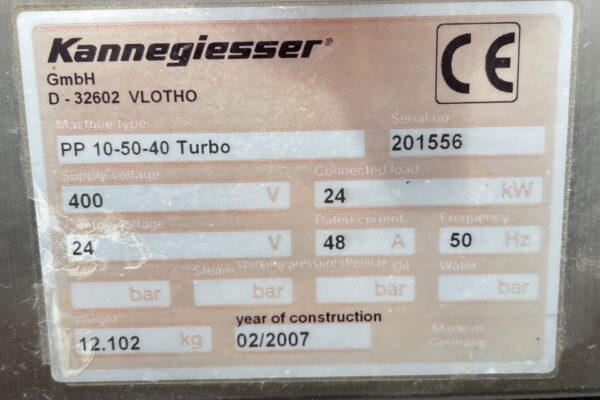 Kannegiesser®
GmbH
D - 32602 VLOTHO
CE
Machine type
Serial no
PP 10-50-40 Turbo
201556
Supply voltage
Connected load
400 V
24 kW
Control voltage
Rated current
Frequency
24 V
48 A
50 Hz
Working pressure (Pe)max
Steam
Oil
Water
bar
bar
bar
bar
Weight
year of construction
12.102 kg
02/2007
Made in
Germany